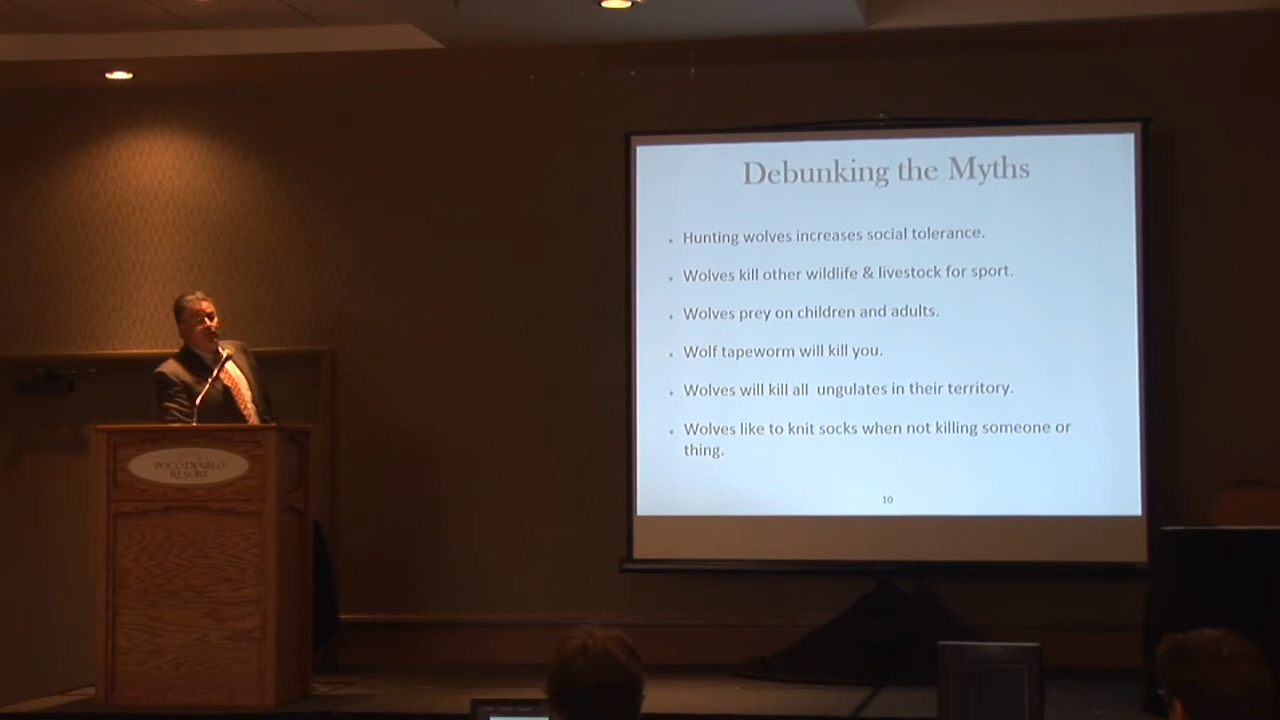 Debunking the Myths
Hunting wolves increases social tolerance.
Wolves kill other wildlife & livestock for sport.
Wolves prey on children and adults.
Wolf tapeworm will kill you.
Wolves will kill all ungulates in their territory.
Wolves like to knit socks when not killing someone or
thing.
10
POCO DIABLO
RESORT